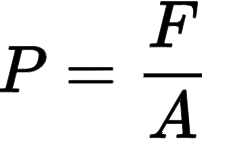 P = F/A